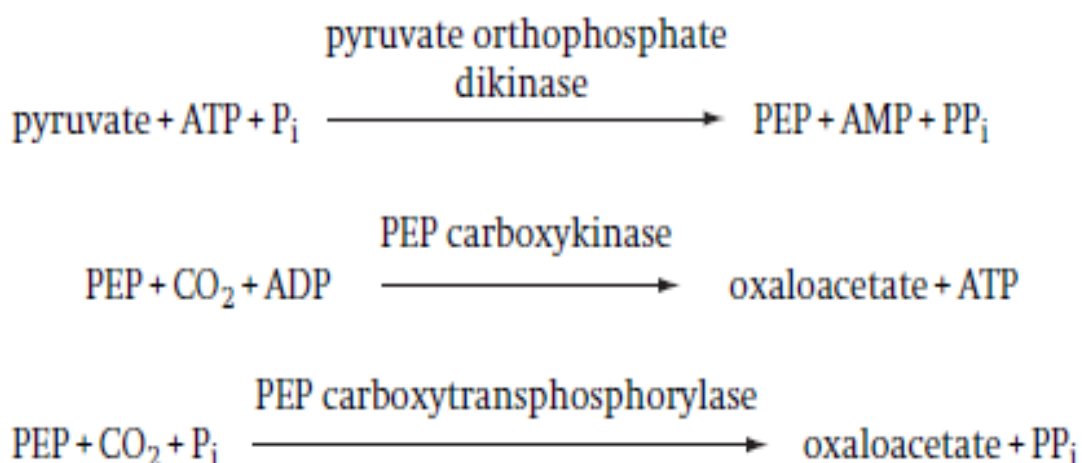 pyruvate orthophosphate
dikinase
pyruvate + ATP + Pi → PEP + AMP + PPi
PEP carboxykinase
PEP + CO2 + ADP → oxaloacetate + ATP
PEP carboxytransphosphorylase
PEP + CO2 + Pi → oxaloacetate + PPi